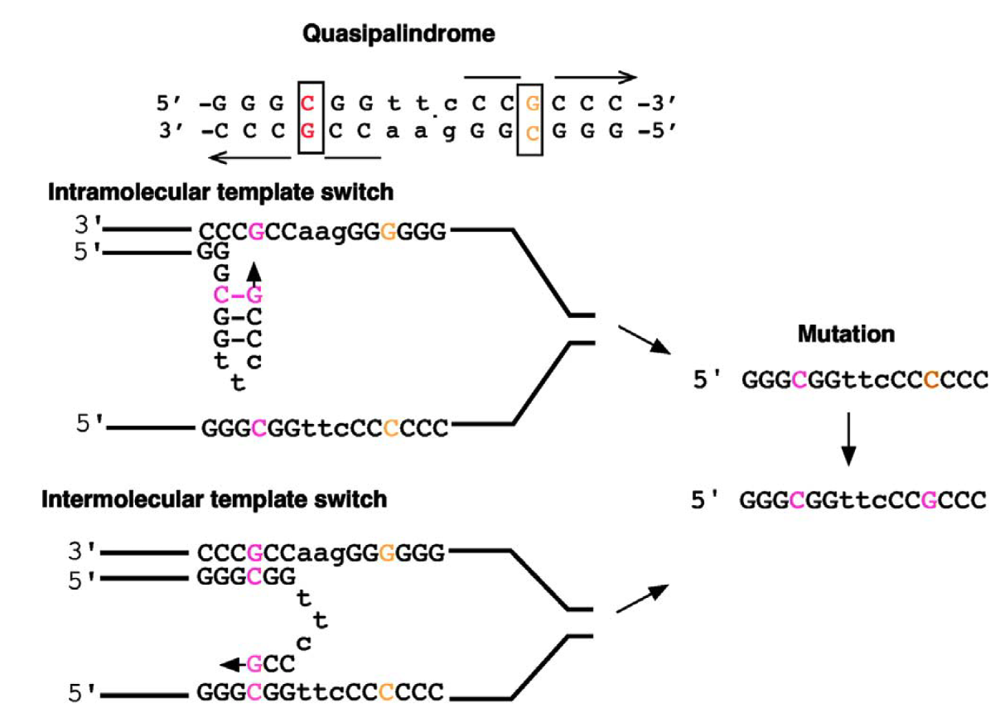 Quasipalindrome
5′ -G G G C G G t t c C C G C C C -3′
3′ -C C C G C C a a g G G C G G G -5′
Intramolecular template switch
3' CCCGCCaagGGGGGG
5' GG
G
C-G
G-C
G-C
t c
t
5' GGGCGGttcCCCCCC
Mutation
5' GGGCGGttcCCCCCC
5' GGGCGGttcCCGCCC
Intermolecular template switch
3' CCCGCCaagGGGGGG
5' GGGCGG
t
t
c
GCC
5' GGGCGGttcCCCCCC